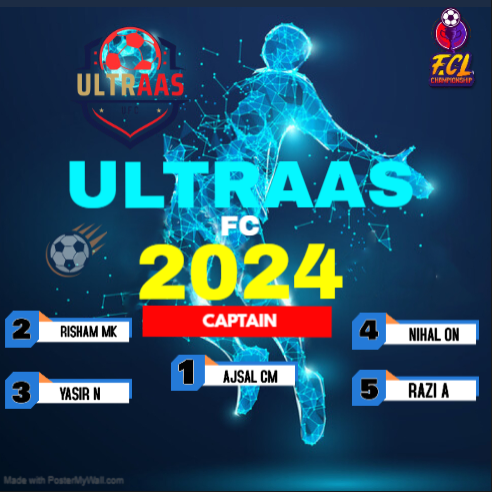 ULTRAAS
UFC
F.C.L
CHAMPIONSHIP
ULTRAAS
FC
2024
CAPTAIN
2 RISHAM MK
4 NIHAL ON
1 AJSAL CM
3 YASIR N
5 RAZI A
Made with PosterMyWall.com